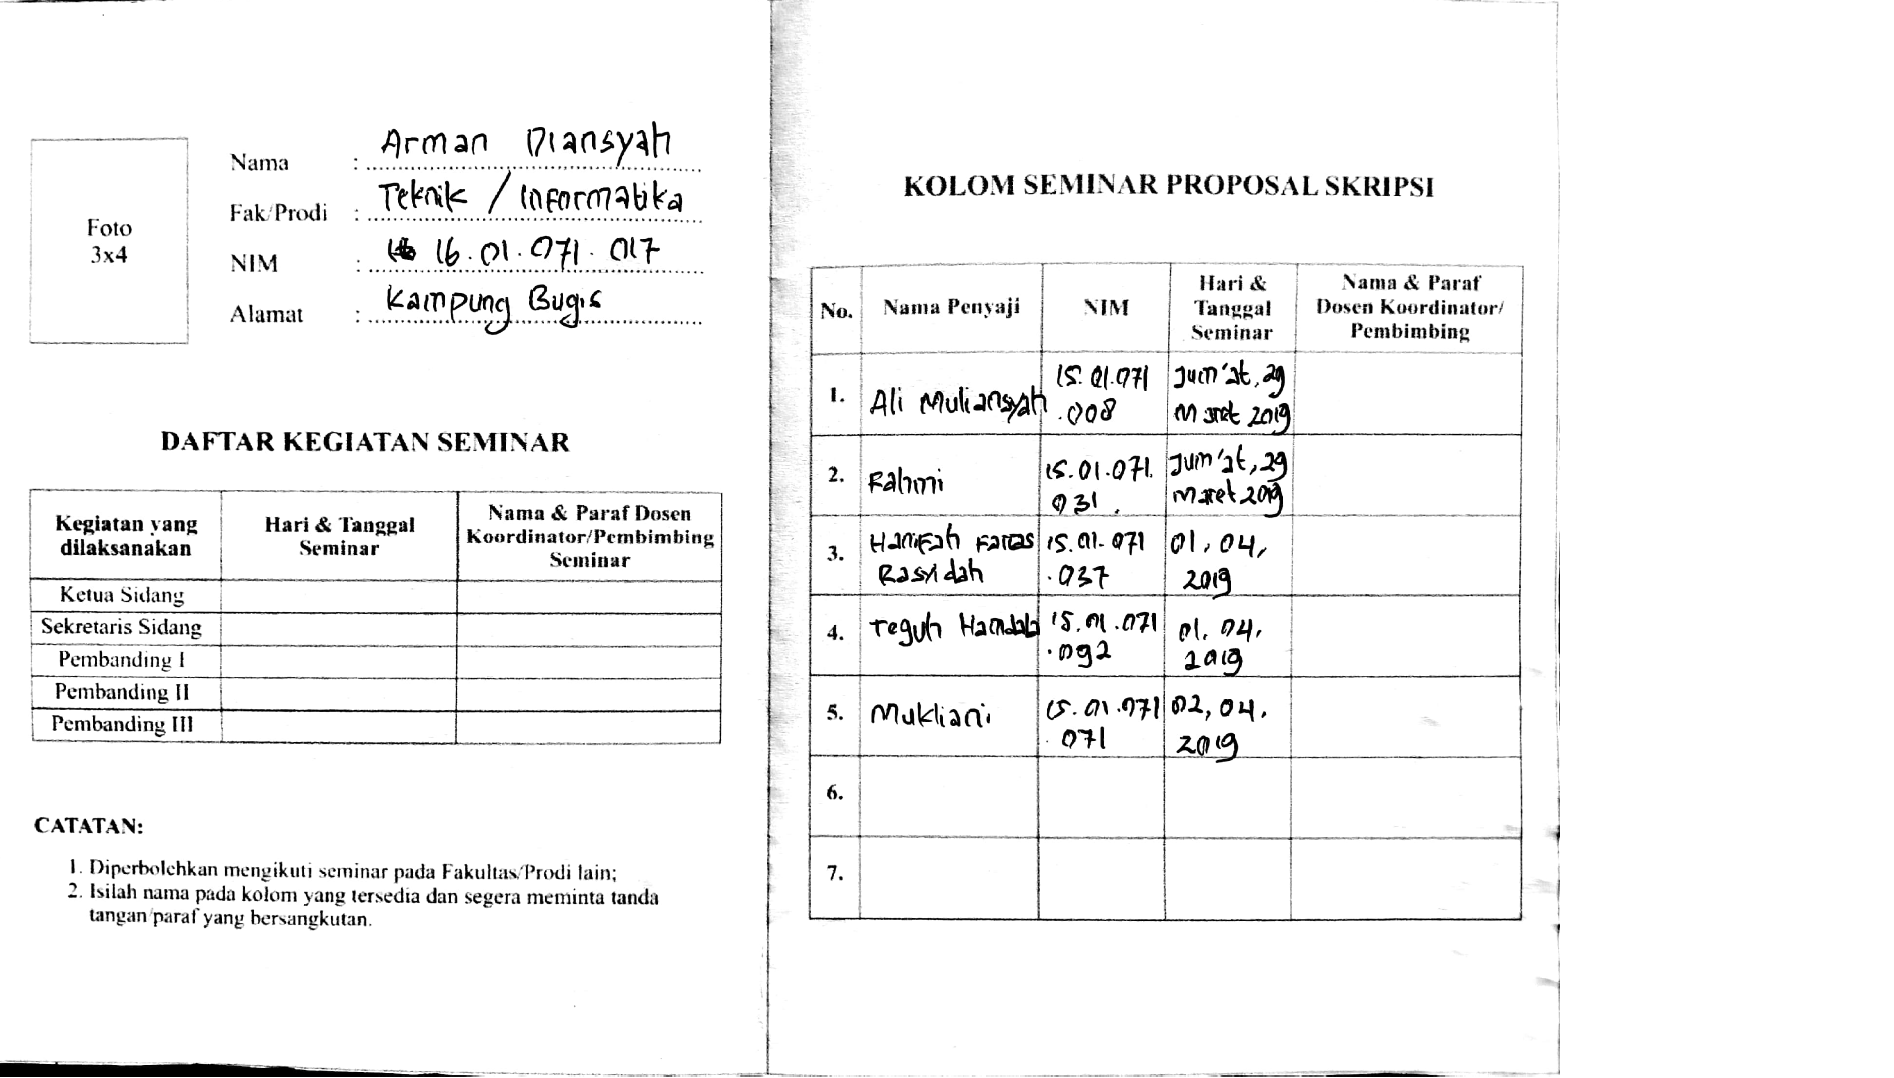 Foto
3x4
Nama : Arman Diansyah
Fak/Prodi : Teknik / Informatika
NIM : 16.01.071.017
Alamat : Kampung Bugis
DAFTAR KEGIATAN SEMINAR
Kegiatan yang
dilaksanakan
Hari & Tanggal
Seminar
Nama & Paraf Dosen
Koordinator/Pembimbing
Seminar
Ketua Sidang
Sekretaris Sidang
Pembanding I
Pembanding II
Pembanding III
CATATAN:
1. Diperbolehkan mengikuti seminar pada Fakultas/Prodi lain;
2. Isilah nama pada kolom yang tersedia dan segera meminta tanda
tangan/paraf yang bersangkutan.
KOLOM SEMINAR PROPOSAL SKRIPSI
No.
Nama Penyaji
NIM
Hari &
Tanggal
Seminar
Nama & Paraf
Dosen Koordinator/
Pembimbing
1. Ali Muliansyah 15.01.071 Jum'at, 29
.008 Maret 2019
2. Rahmi 15.01.071. Jum'at, 29
031. Maret 2019
3. Hanifah 15.01.071 01, 04,
Rasyidah .037 2019
4. Teguh 15.01.071 01, 04,
.092 2019
5. Mukliani 15.01.071 02, 04,
.071 2019
6.
7.